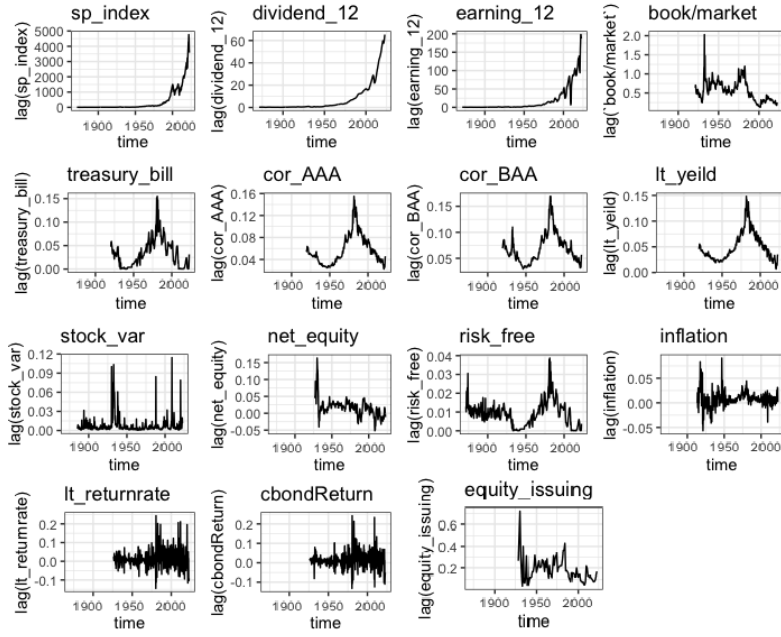 sp_index
lag(sp_index)
5000
4000
3000
2000
1000
0
1900 1950 2000
time
dividend_12
lag(dividend_12)
60
40
20
0
1900 1950 2000
time
earning_12
lag(earning_12)
200
150
100
50
0
1900 1950 2000
time
book/market
lag(`book/market`)
2.0
1.5
1.0
0.5
1900 1950 2000
time
treasury_bill
lag(treasury_bill)
0.15
0.10
0.05
0.00
1900 1950 2000
time
cor_AAA
lag(cor_AAA)
0.16
0.12
0.08
0.04
1900 1950 2000
time
cor_BAA
lag(cor_BAA)
0.15
0.10
0.05
1900 1950 2000
time
lt_yeild
lag(lt_yeild)
0.15
0.10
0.05
0.00
1900 1950 2000
time
stock_var
lag(stock_var)
0.12
0.09
0.06
0.03
0.00
1900 1950 2000
time
net_equity
lag(net_equity)
0.15
0.10
0.05
0.00
-0.05
1900 1950 2000
time
risk_free
lag(risk_free)
0.04
0.03
0.02
0.01
0.00
1900 1950 2000
time
inflation
lag(inflation)
0.05
0.00
-0.05
1900 1950 2000
time
lt_returnrate
lag(lt_returnrate)
0.2
0.1
0.0
-0.1
1900 1950 2000
time
cbondReturn
lag(cbondReturn)
0.2
0.1
0.0
-0.1
1900 1950 2000
time
equity_issuing
lag(equity_issuing)
0.6
0.4
0.2
1900 1950 2000
time